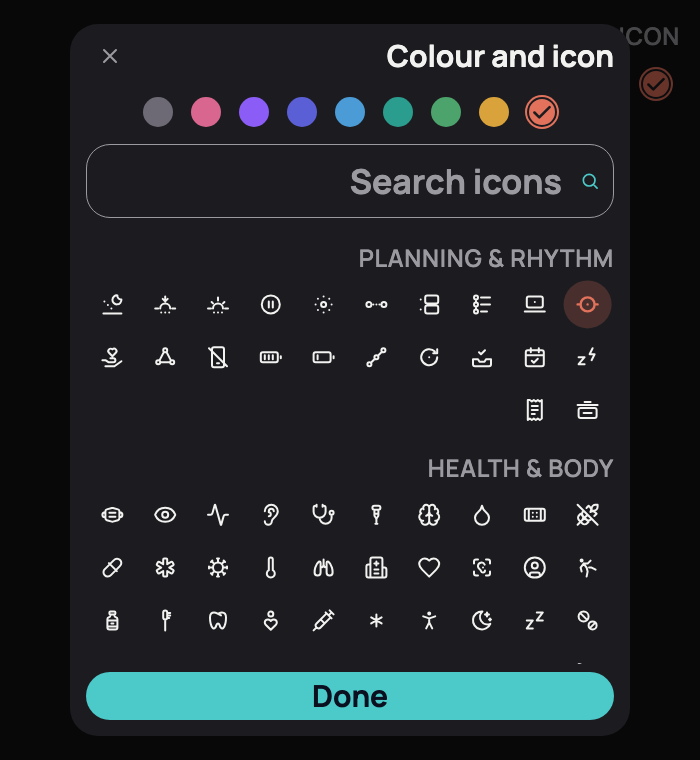 ICON
Colour and icon
Search icons
PLANNING & RHYTHM
HEALTH & BODY
Done